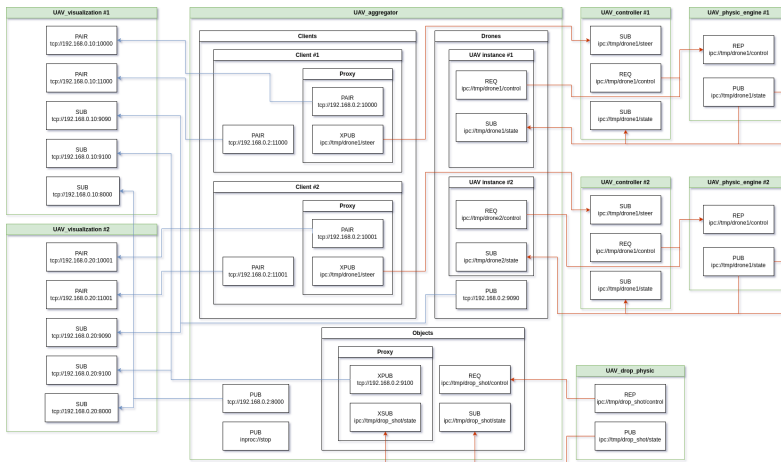 UAV_visualization #1
PAIR
tcp://192.168.0.10:10000
PAIR
tcp://192.168.0.10:11000
SUB
tcp://192.168.0.10:9090
SUB
tcp://192.168.0.10:9100
SUB
tcp://192.168.0.10:8000
UAV_visualization #2
PAIR
tcp://192.168.0.20:10001
PAIR
tcp://192.168.0.20:11001
SUB
tcp://192.168.0.20:9090
SUB
tcp://192.168.0.20:9100
SUB
tcp://192.168.0.20:8000
UAV_aggregator
Clients
Client #1
Proxy
PAIR
tcp://192.168.0.2:10000
PAIR
tcp://192.168.0.2:11000
XPUB
ipc://tmp/drone1/steer
Client #2
Proxy
PAIR
tcp://192.168.0.2:10001
PAIR
tcp://192.168.0.2:11001
XPUB
ipc://tmp/drone1/steer
Drones
UAV instance #1
REQ
ipc://tmp/drone1/control
SUB
ipc://tmp/drone1/state
UAV instance #2
REQ
ipc://tmp/drone2/control
SUB
ipc://tmp/drone2/state
PUB
tcp://192.168.0.2:9090
Objects
Proxy
XPUB
tcp://192.168.0.2:9100
XSUB
ipc://tmp/drop_shot/state
REQ
ipc://tmp/drop_shot/control
SUB
ipc://tmp/drop_shot/state
PUB
tcp://192.168.0.2:8000
PUB
inproc://stop
UAV_controller #1
SUB
ipc://tmp/drone1/steer
REQ
ipc://tmp/drone1/control
SUB
ipc://tmp/drone1/state
UAV_physic_engine #1
REP
ipc://tmp/drone1/control
PUB
ipc://tmp/drone1/state
UAV_controller #2
SUB
ipc://tmp/drone1/steer
REQ
ipc://tmp/drone1/control
SUB
ipc://tmp/drone1/state
UAV_physic_engine #2
REP
ipc://tmp/drone1/control
PUB
ipc://tmp/drone1/state
UAV_drop_physic
REP
ipc://tmp/drop_shot/control
PUB
ipc://tmp/drop_shot/state